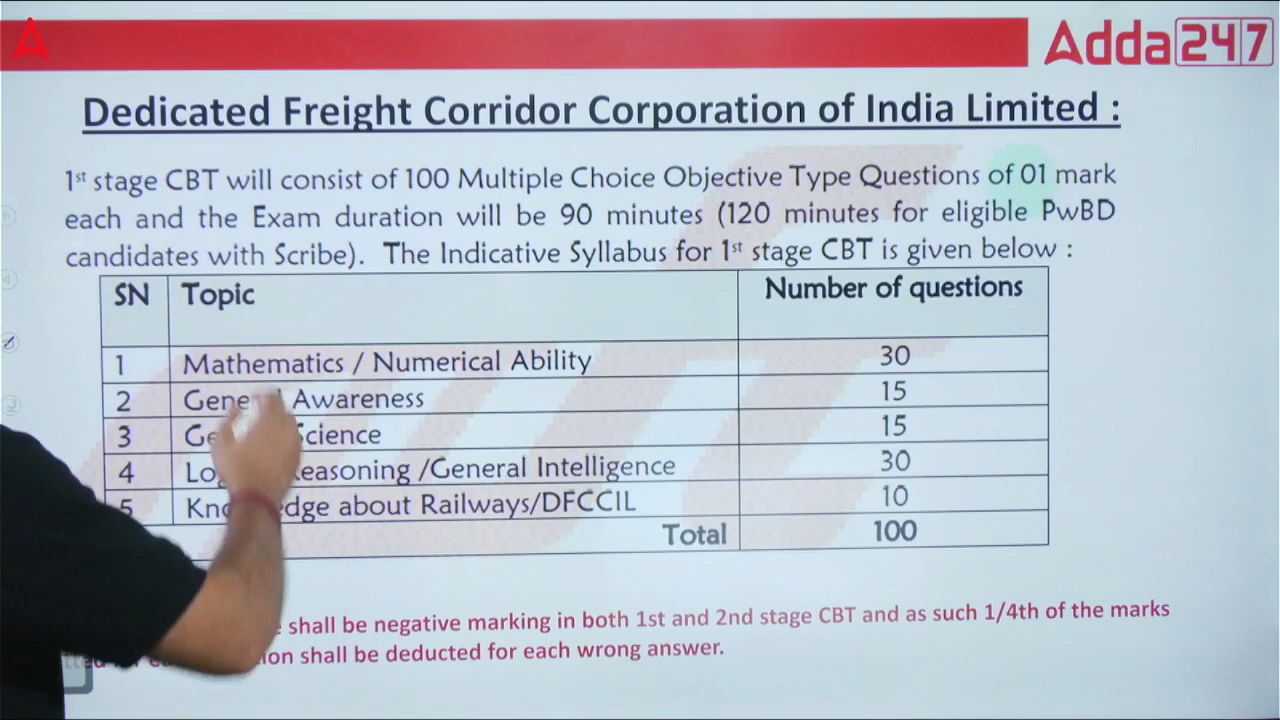 Adda247
Dedicated Freight Corridor Corporation of India Limited :
1st stage CBT will consist of 100 Multiple Choice Objective Type Questions of 01 mark
each and the Exam duration will be 90 minutes (120 minutes for eligible PwBD
candidates with Scribe). The Indicative Syllabus for 1st stage CBT is given below :
SN Topic Number of questions
1 Mathematics / Numerical Ability 30
2 Awareness 15
3 Science 15
4 Reasoning /General Intelligence 30
5 about Railways/DFCCIL 10
Total 100
shall be negative marking in both 1st and 2nd stage CBT and as such 1/4th of the marks
shall be deducted for each wrong answer.